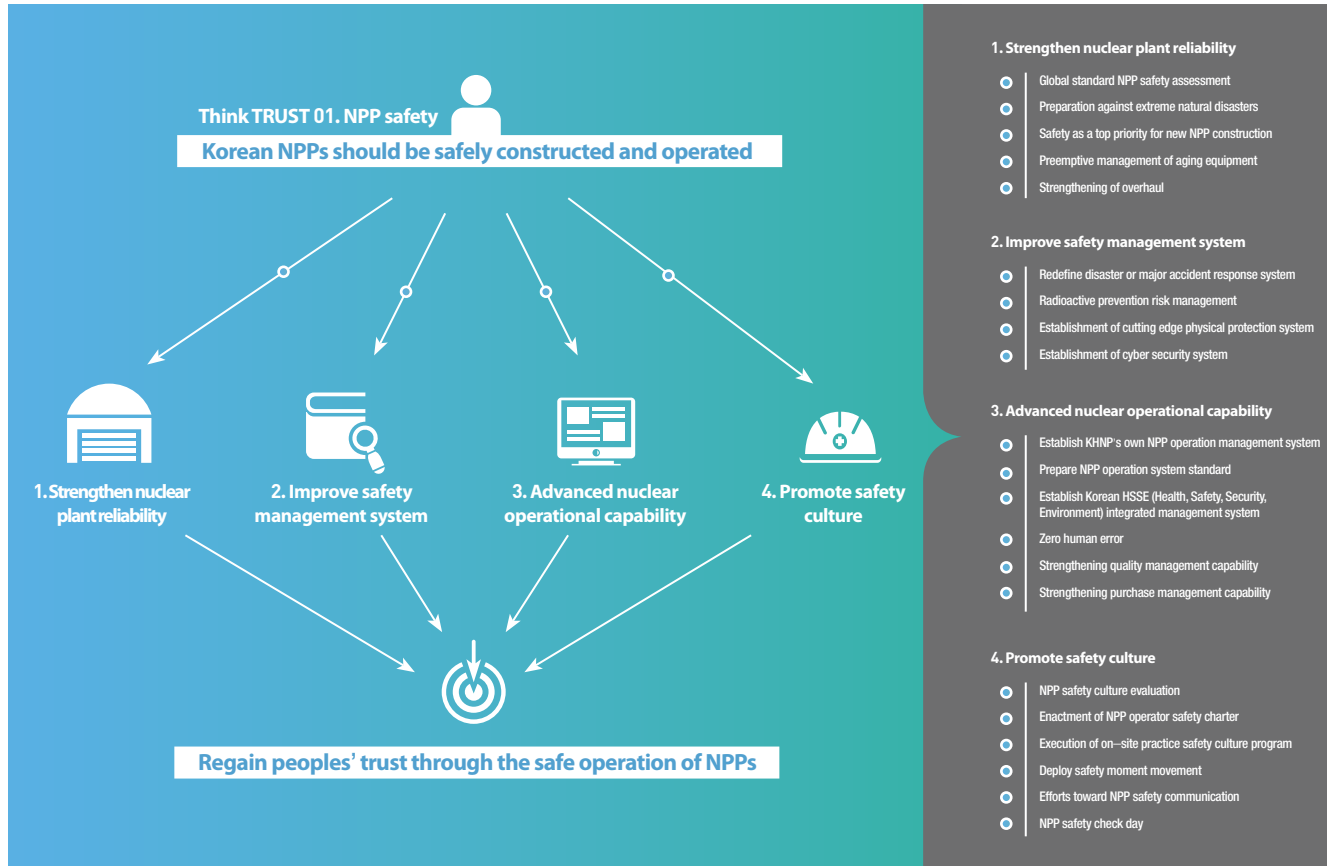 Think TRUST 01. NPP safety
Korean NPPs should be safely constructed and operated
1. Strengthen nuclear
plant reliability
2. Improve safety
management system
3. Advanced nuclear
operational capability
4. Promote safety
culture
Regain peoples' trust through the safe operation of NPPs
1. Strengthen nuclear plant reliability
Global standard NPP safety assessment
Preparation against extreme natural disasters
Safety as a top priority for new NPP construction
Preemptive management of aging equipment
Strengthening of overhaul
2. Improve safety management system
Redefine disaster or major accident response system
Radioactive prevention risk management
Establishment of cutting edge physical protection system
Establishment of cyber security system
3. Advanced nuclear operational capability
Establish KHNP's own NPP operation management system
Prepare NPP operation system standard
Establish Korean HSSE (Health, Safety, Security,
Environment) integrated management system
Zero human error
Strengthening quality management capability
Strengthening purchase management capability
4. Promote safety culture
NPP safety culture evaluation
Enactment of NPP operator safety charter
Execution of on–site practice safety culture program
Deploy safety moment movement
Efforts toward NPP safety communication
NPP safety check day